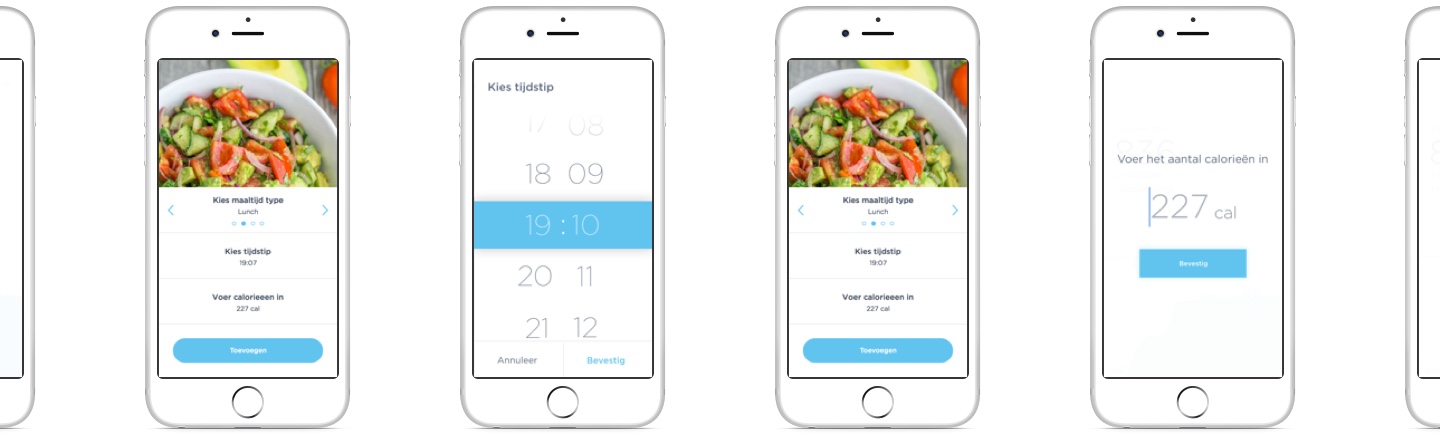 Kies maaltijd type
Lunch
Kies tijdstip
19:07
Voer calorieeen in
227 cal
Toevoegen
Kies tijdstip
17 08
18 09
19 : 10
20 11
21 12
Annuleer
Bevestig
Kies maaltijd type
Lunch
Kies tijdstip
19:07
Voer calorieeen in
227 cal
Toevoegen
Voer het aantal calorieën in
227 cal
Bevestig